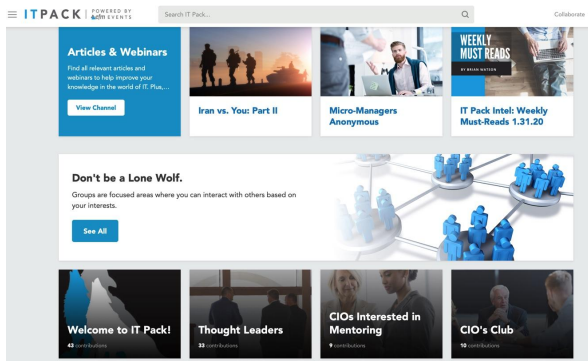 ITPACK
POWERED BY
cdm EVENTS
Search IT Pack...
Collaborate
Articles & Webinars
Find all relevant articles and
webinars to help improve your
knowledge in the world of IT. Plus,...
View Channel
Iran vs. You: Part II
Micro-Managers
Anonymous
WEEKLY
MUST READS
BY BRIAN WATSON
IT Pack Intel: Weekly
Must-Reads 1.31.20
Don't be a Lone Wolf.
Groups are focused areas where you can interact with others based on
your interests.
See All
Welcome to IT Pack!
43 contributions
Thought Leaders
33 contributions
CIOs Interested in
Mentoring
9 contributions
CIO's Club
10 contributions